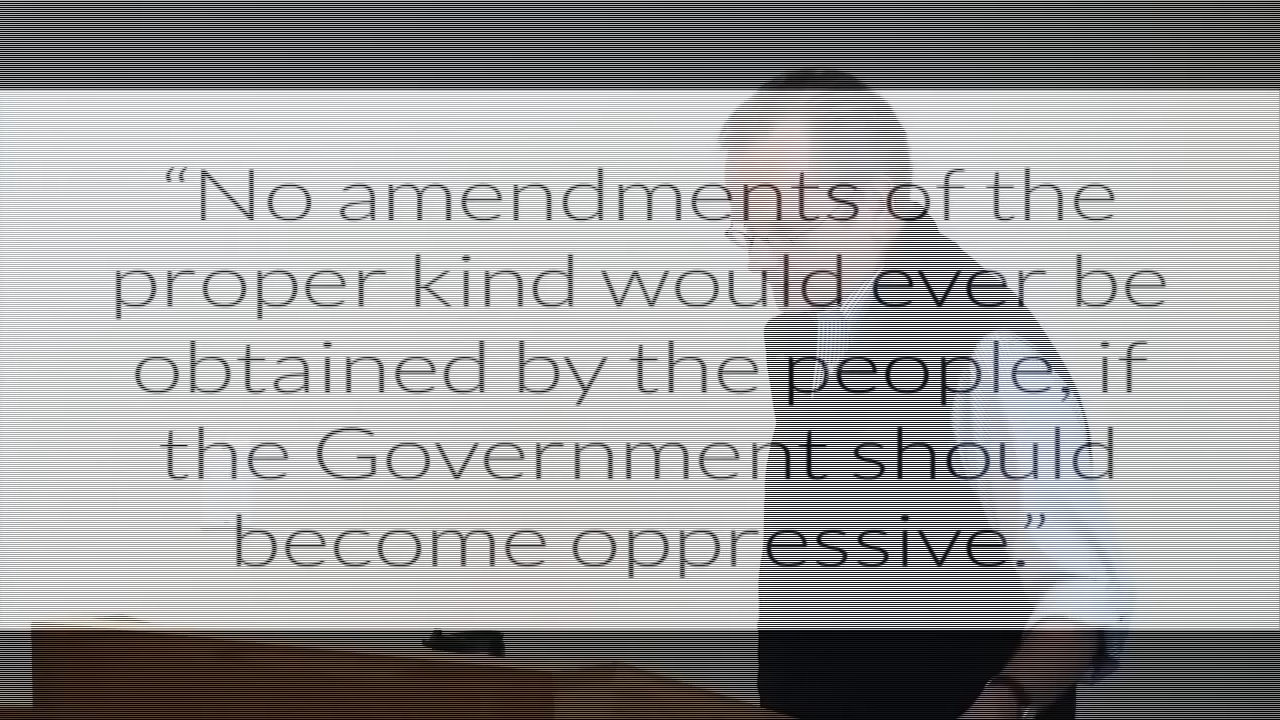 “No amendments of the
proper kind would ever be
obtained by the people, if
the Government should
become oppressive.”